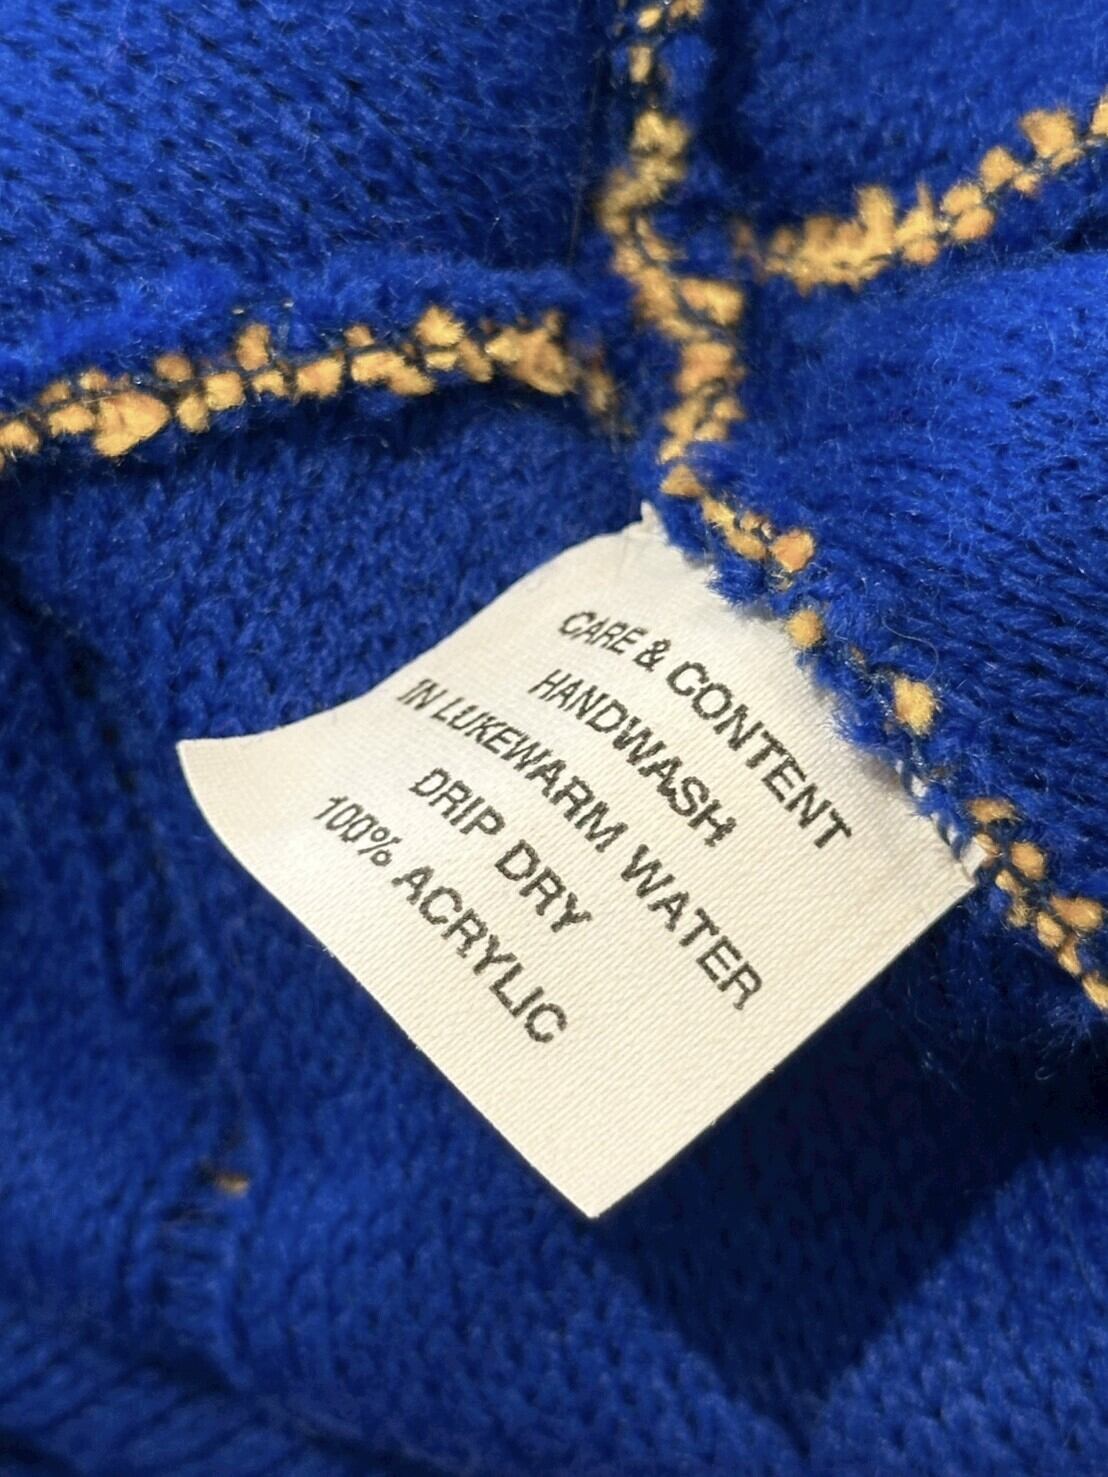 CARE & CONTENT
HANDWASH
IN LUKEWARM WATER
DRIP DRY
100% ACRYLIC